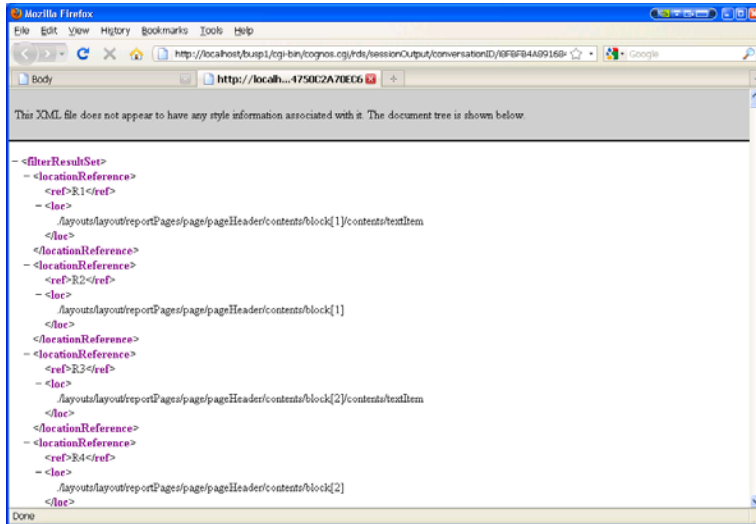 Mozilla Firefox
File Edit View History Bookmarks Tools Help
http://localhost/busp1/cgi-bin/cognos.cgi/rds/sessionOutput/conversationID/
Google
Body
http://localh...4750C2A70EC6
This XML file does not appear to have any style information associated with it. The document tree is shown below.
− <filterResultSet>
− <locationReference>
<ref>R1</ref>
− <loc>
./layouts/layout/reportPages/page/pageHeader/contents/block[1]/contents/textItem
</loc>
</locationReference>
− <locationReference>
<ref>R2</ref>
− <loc>
./layouts/layout/reportPages/page/pageHeader/contents/block[1]
</loc>
</locationReference>
− <locationReference>
<ref>R3</ref>
− <loc>
./layouts/layout/reportPages/page/pageHeader/contents/block[2]/contents/textItem
</loc>
</locationReference>
− <locationReference>
<ref>R4</ref>
− <loc>
./layouts/layout/reportPages/page/pageHeader/contents/block[2]
</loc>
Done